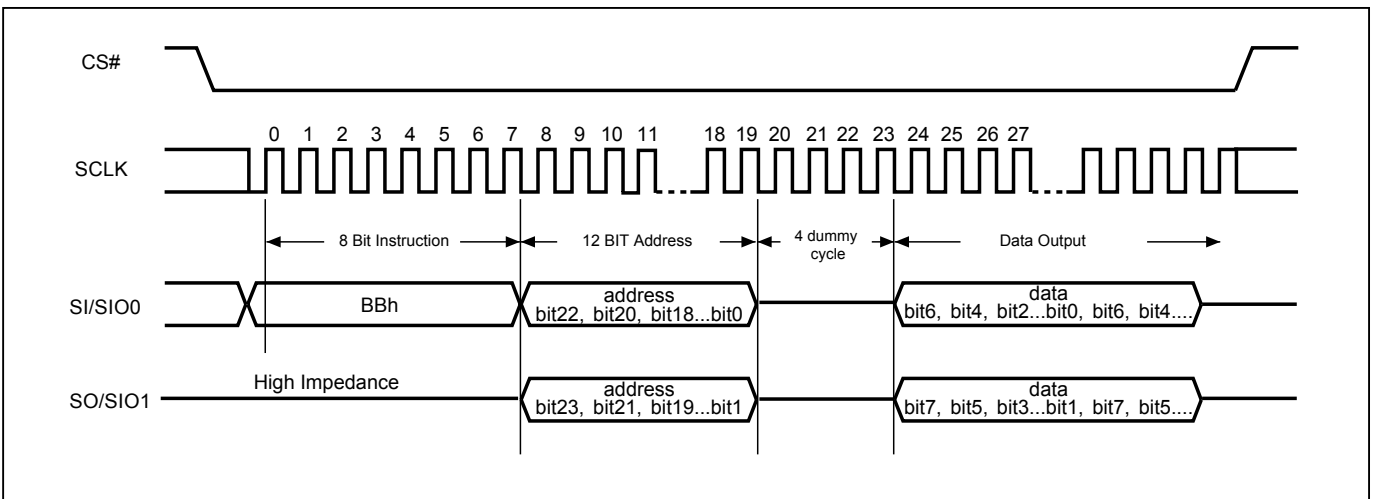 CS#
0 1 2 3 4 5 6 7 8 9 10 11 18 19 20 21 22 23 24 25 26 27
SCLK
8 Bit Instruction
12 BIT Address
4 dummy
cycle
Data Output
SI/SIO0
BBh
address
bit22, bit20, bit18...bit0
data
bit6, bit4, bit2...bit0, bit6, bit4....
High Impedance
SO/SIO1
address
bit23, bit21, bit19...bit1
data
bit7, bit5, bit3...bit1, bit7, bit5....